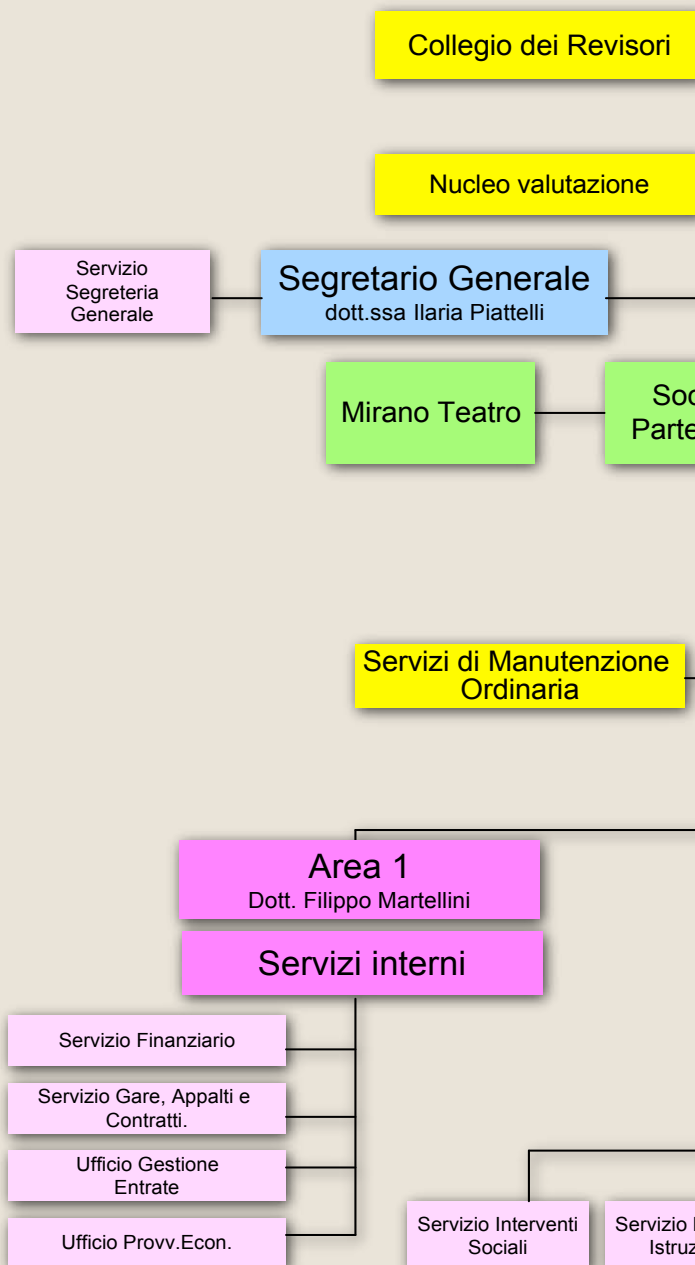 Collegio dei Revisori
Nucleo valutazione
Servizio
Segreteria
Generale
Segretario Generale
dott.ssa Ilaria Piattelli
Mirano Teatro
Servizi di Manutenzione
Ordinaria
Area 1
Dott. Filippo Martellini
Servizi interni
Servizio Finanziario
Servizio Gare, Appalti e
Contratti.
Ufficio Gestione
Entrate
Ufficio Provv.Econ.
Servizio Interventi
Sociali
Servizio